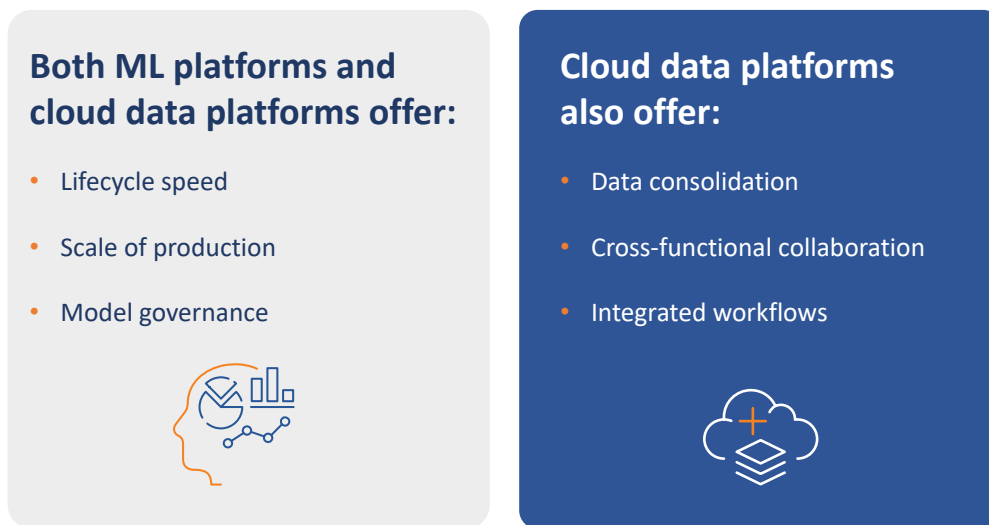 Both ML platforms and
cloud data platforms offer:
• Lifecycle speed
• Scale of production
• Model governance
Cloud data platforms
also offer:
• Data consolidation
• Cross-functional collaboration
• Integrated workflows